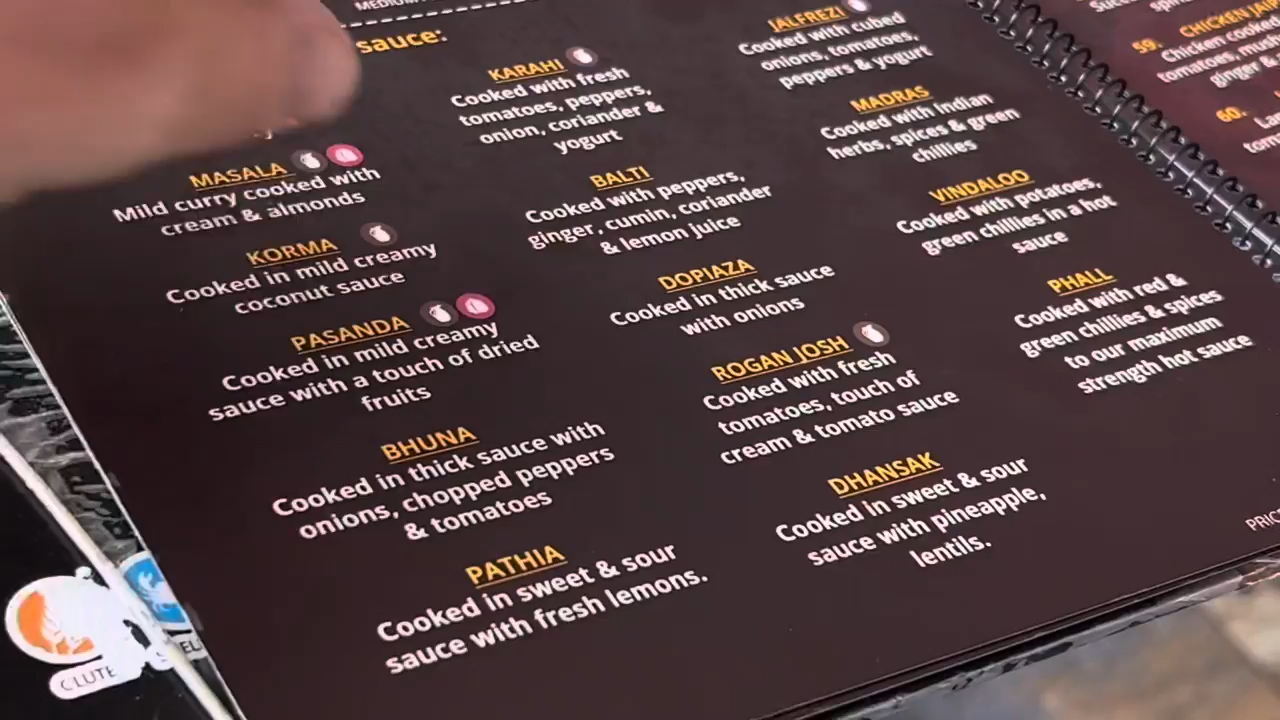 MEDIUM
sauce:
MASALA
Mild curry cooked with
cream & almonds
KORMA
Cooked in mild creamy
coconut sauce
PASANDA
Cooked in mild creamy
sauce with a touch of dried
fruits
BHUNA
Cooked in thick sauce with
onions, chopped peppers
& tomatoes
PATHIA
Cooked in sweet & sour
sauce with fresh lemons.
KARAHI
Cooked with fresh
tomatoes, peppers,
onion, coriander &
yogurt
BALTI
Cooked with peppers,
ginger, cumin, coriander
& lemon juice
DOPIAZA
Cooked in thick sauce
with onions
ROGAN JOSH
Cooked with fresh
tomatoes, touch of
cream & tomato sauce
DHANSAK
Cooked in sweet & sour
sauce with pineapple,
lentils.
JALFREZI
Cooked with cubed
onions, tomatoes,
peppers & yogurt
MADRAS
Cooked with Indian
herbs, spices & green
chillies
VINDALOO
Cooked with potatoes,
green chillies in a hot
sauce
PHALL
Cooked with red &
green chillies & spices
to our maximum
strength hot sauce
59. CHICKEN
Chicken cooked
tomatoes,
ginger &
60.